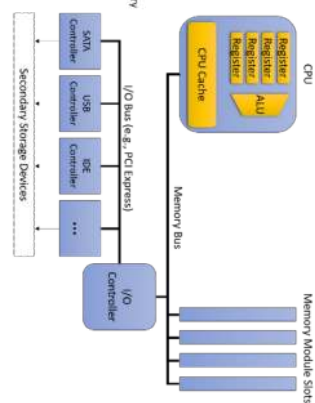 CPU
Register
Register
Register
Register
ALU
CPU Cache
Memory Module Slots
Memory Bus
I/O
Controller
I/O Bus (e.g., PCI Express)
SATA
Controller
USB
Controller
IDE
Controller
...
Secondary Storage Devices